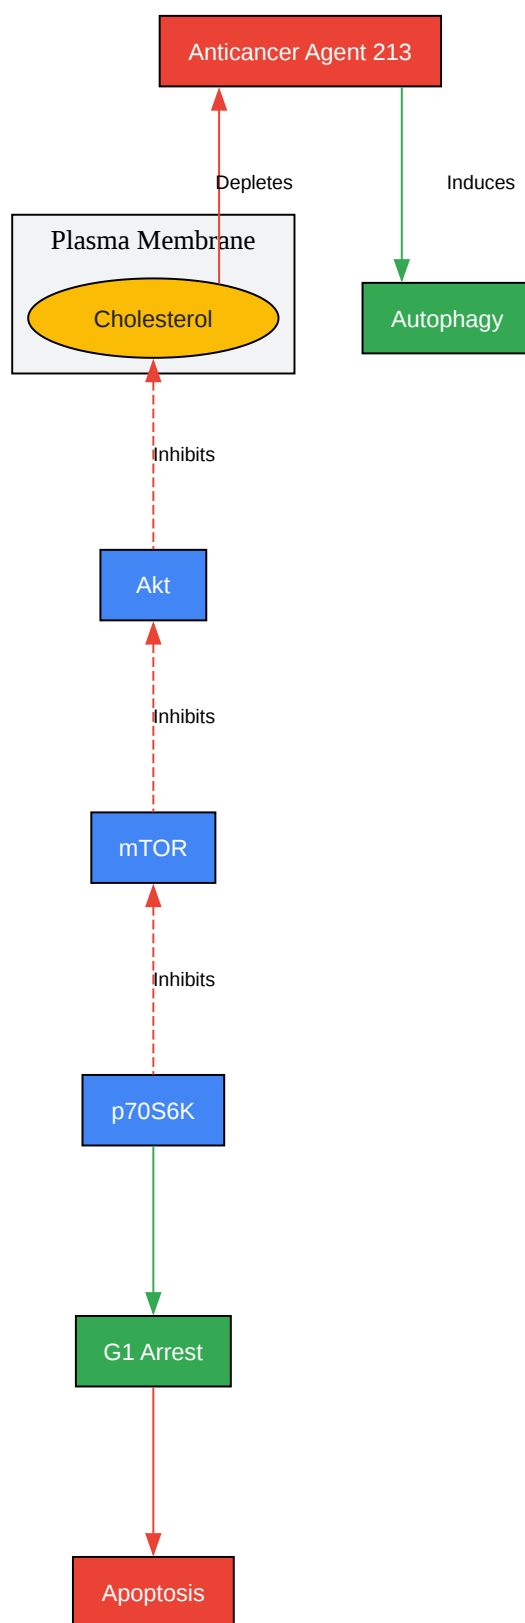 Anticancer Agent 213
Depletes
Induces
Plasma Membrane
Cholesterol
Autophagy
Inhibits
Akt
Inhibits
mTOR
Inhibits
p70S6K
G1 Arrest
Apoptosis